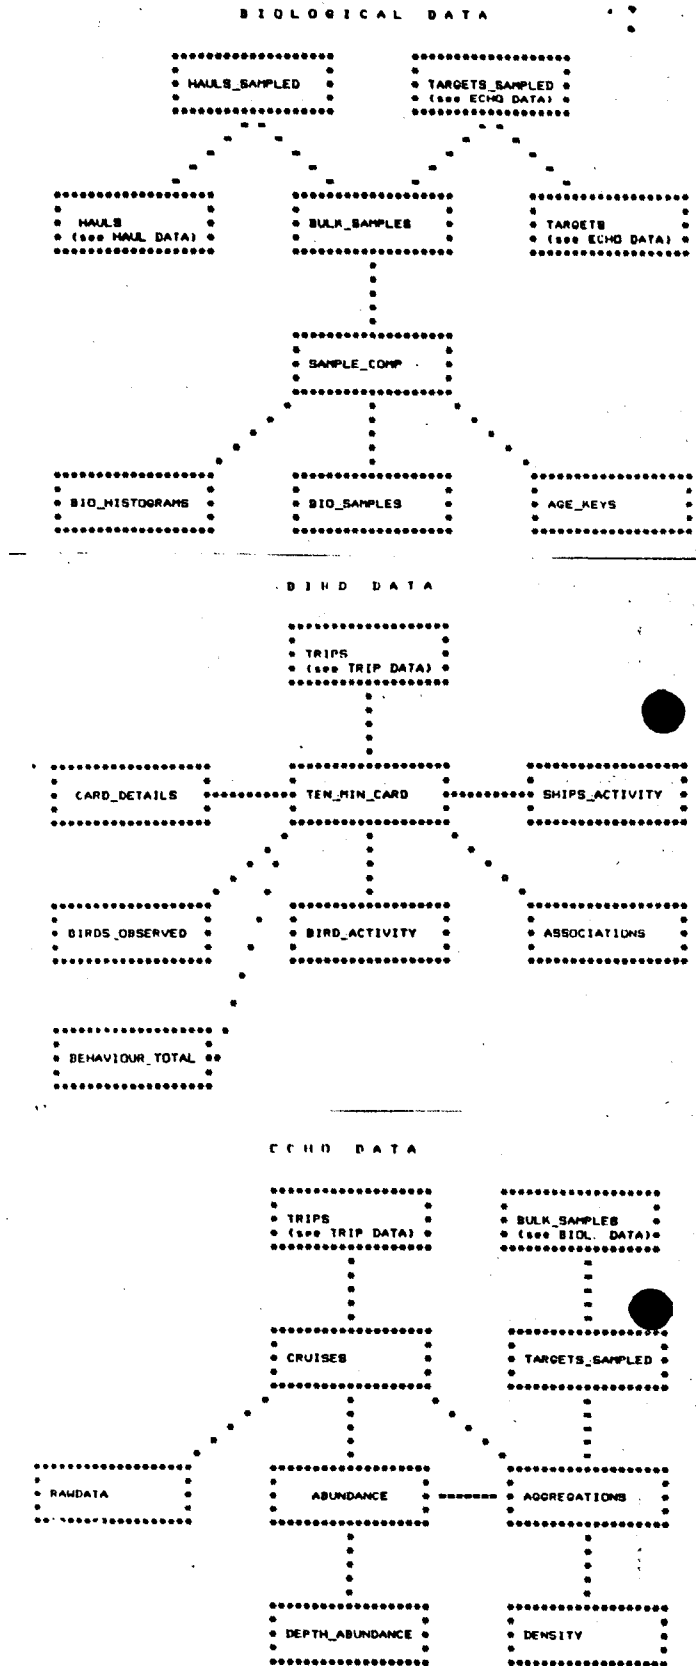 BIOLOGICAL DATA
HAULS_SAMPLED
TARGETS_SAMPLED
(see ECHO DATA)
HAULS
(see HAUL DATA)
BULK_SAMPLES
TARGETS
(see ECHO DATA)
SAMPLE_COMP
BIO_HISTOGRAMS
BIO_SAMPLES
AGE_KEYS
BIRD DATA
TRIPS
(see TRIP DATA)
CARD_DETAILS
TEN_MIN_CARD
SHIPS_ACTIVITY
BIRDS_OBSERVED
BIRD_ACTIVITY
ASSOCIATIONS
BEHAVIOUR_TOTAL
ECHO DATA
TRIPS
(see TRIP DATA)
BULK_SAMPLES
(see BIOL. DATA)
CRUISES
TARGETS_SAMPLED
RAWDATA
ABUNDANCE
AGGREGATIONS
DEPTH_ABUNDANCE
DENSITY